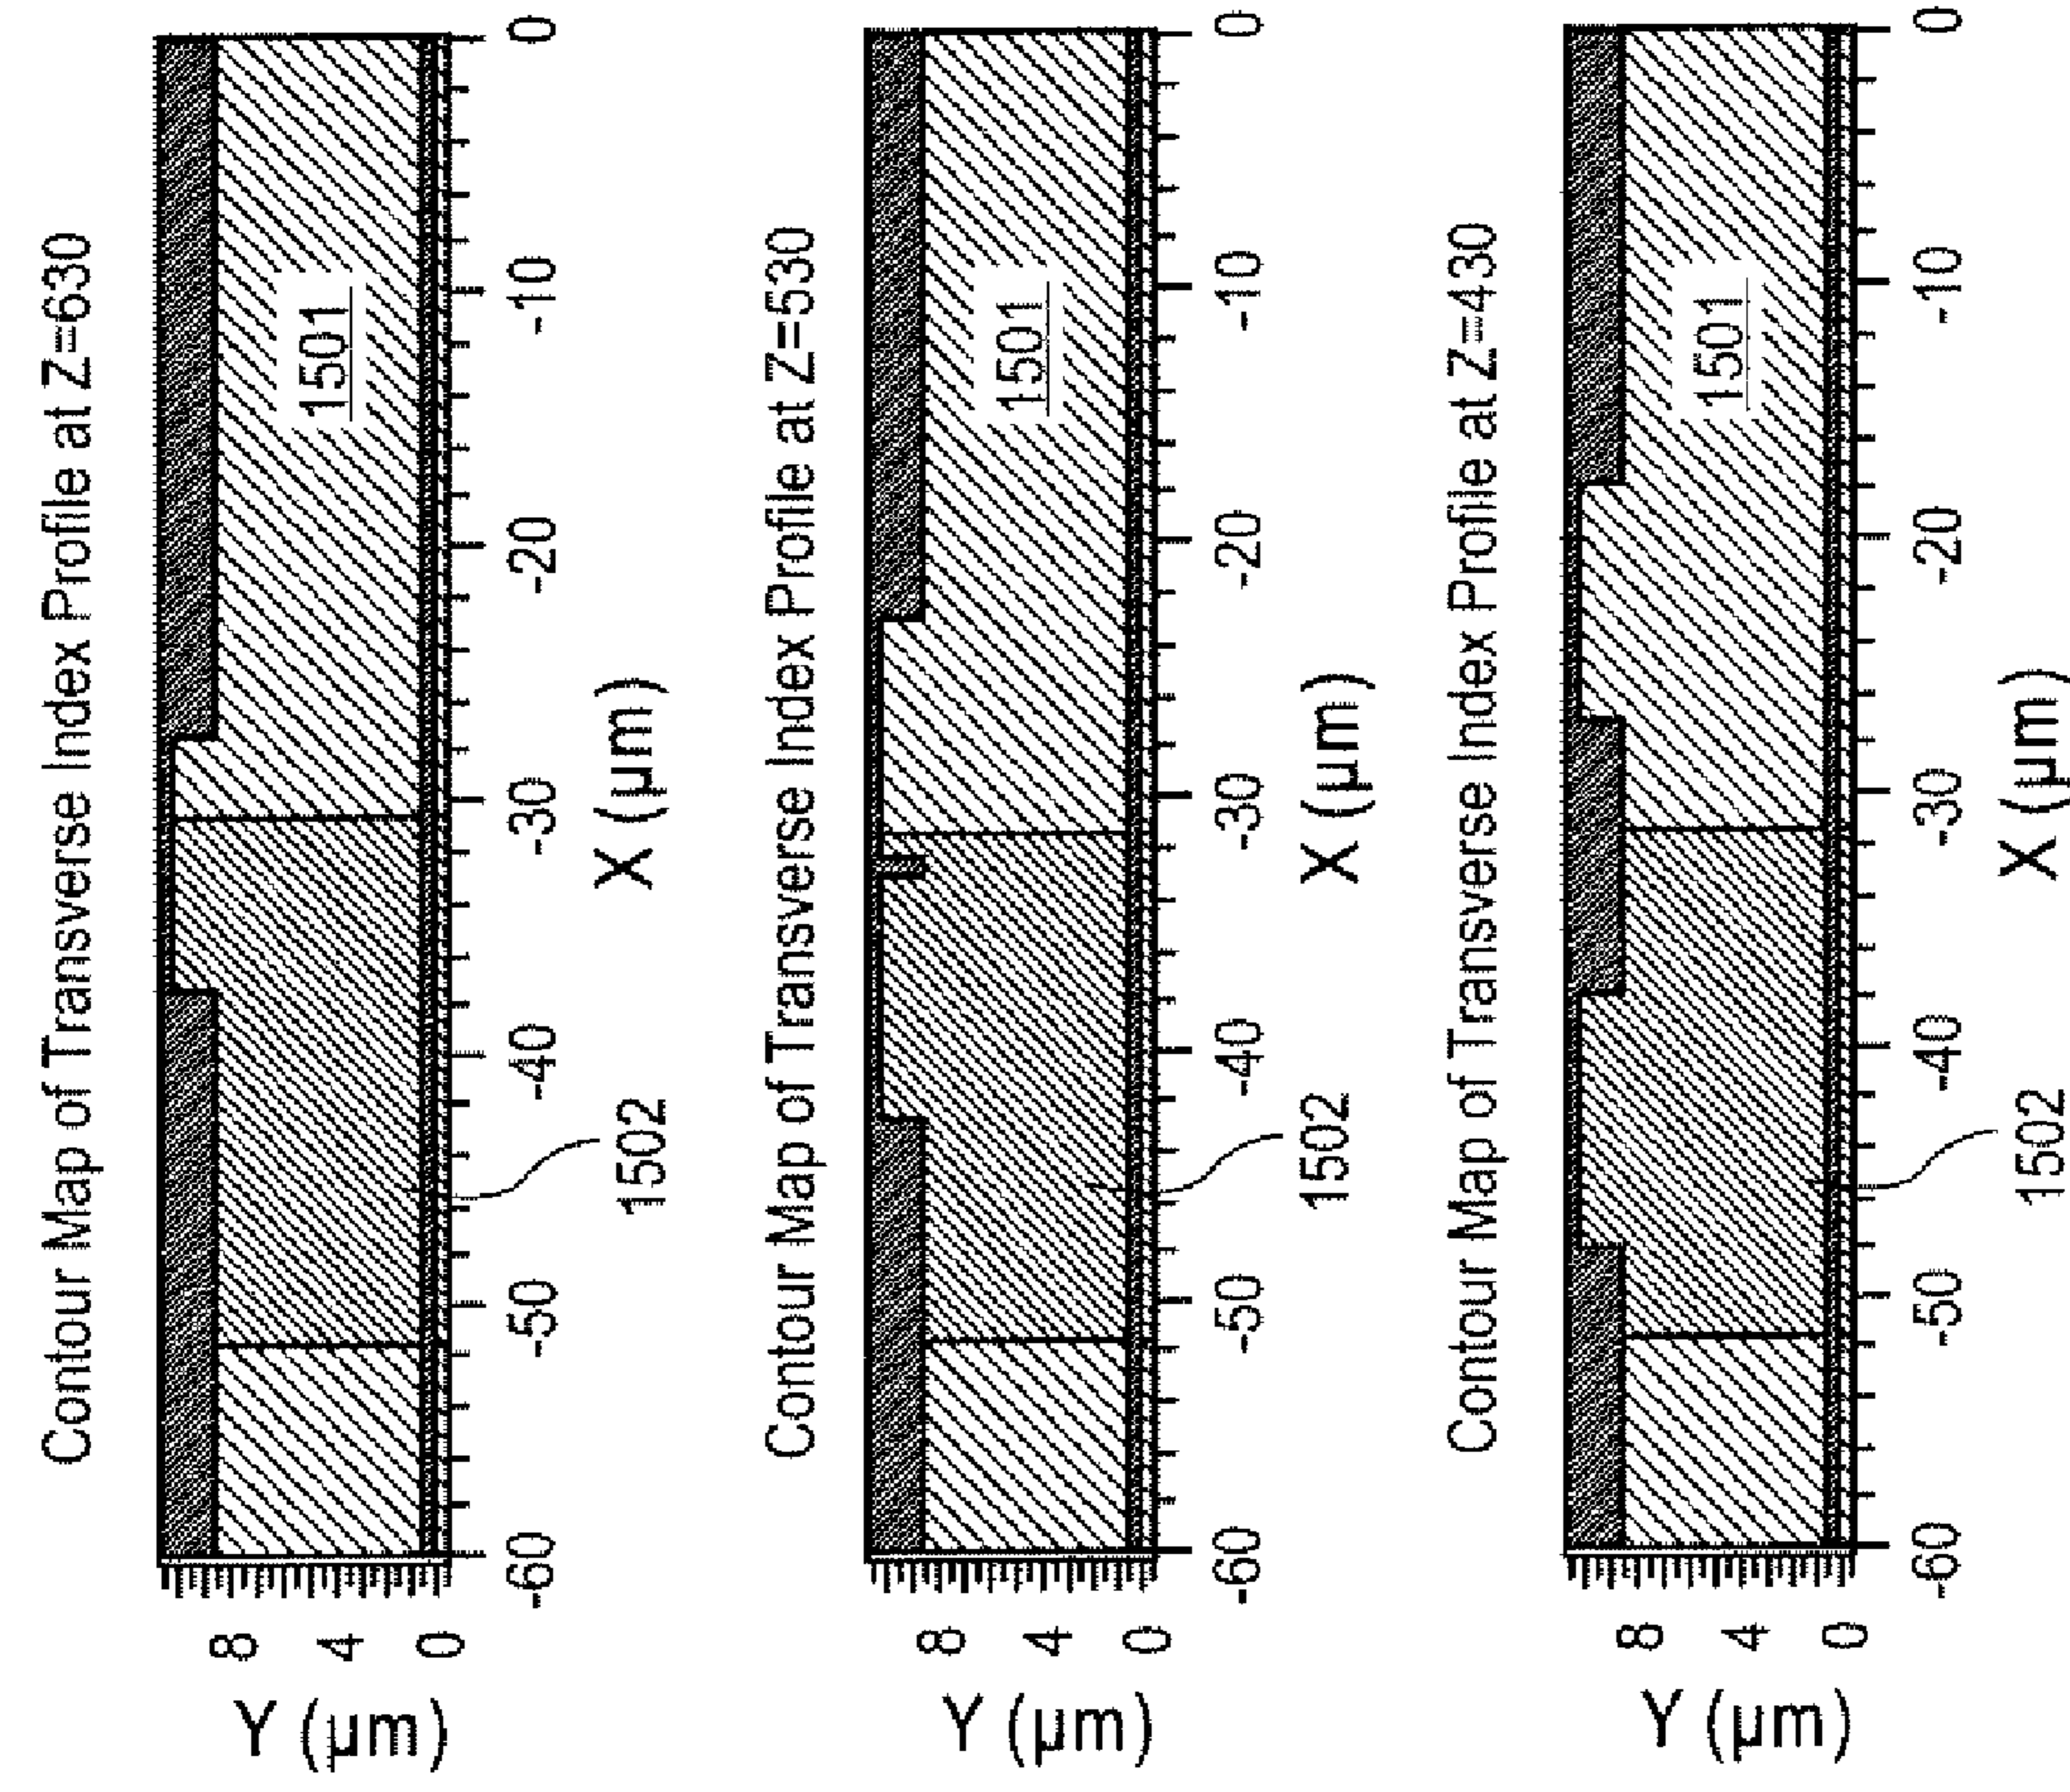 Contour Map of Transverse Index Profile at Z=630
Y (µm)
8
4
0
1501
-60 -50 -40 -30 -20 -10 0
1502
X (µm)
Contour Map of Transverse Index Profile at Z=530
Y (µm)
8
4
0
1501
-60 -50 -40 -30 -20 -10 0
1502
X (µm)
Contour Map of Transverse Index Profile at Z=430
Y (µm)
8
4
0
1501
-60 -50 -40 -30 -20 -10 0
1502
X (µm)